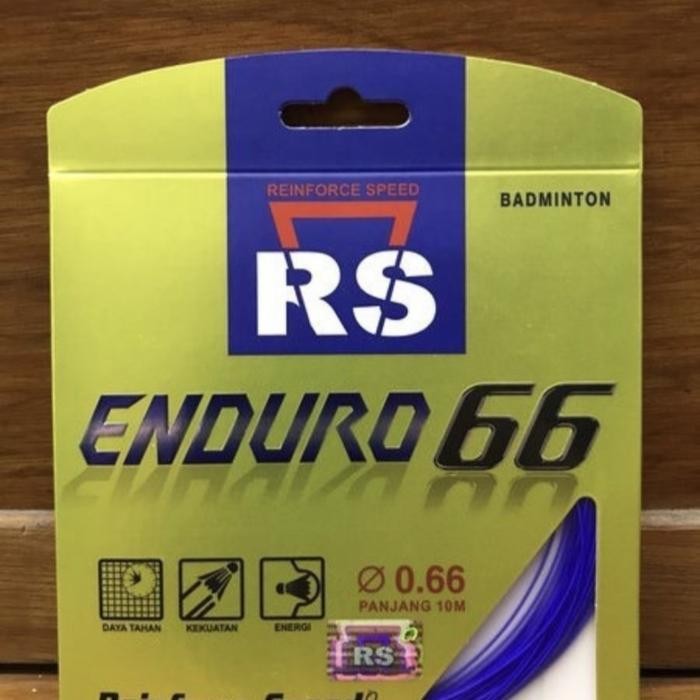 REINFORCE SPEED
RS
BADMINTON
ENDURO 66
DAYA TAHAN
KEKUATAN
ENERGI
Ø 0.66
PANJANG 10M
RS